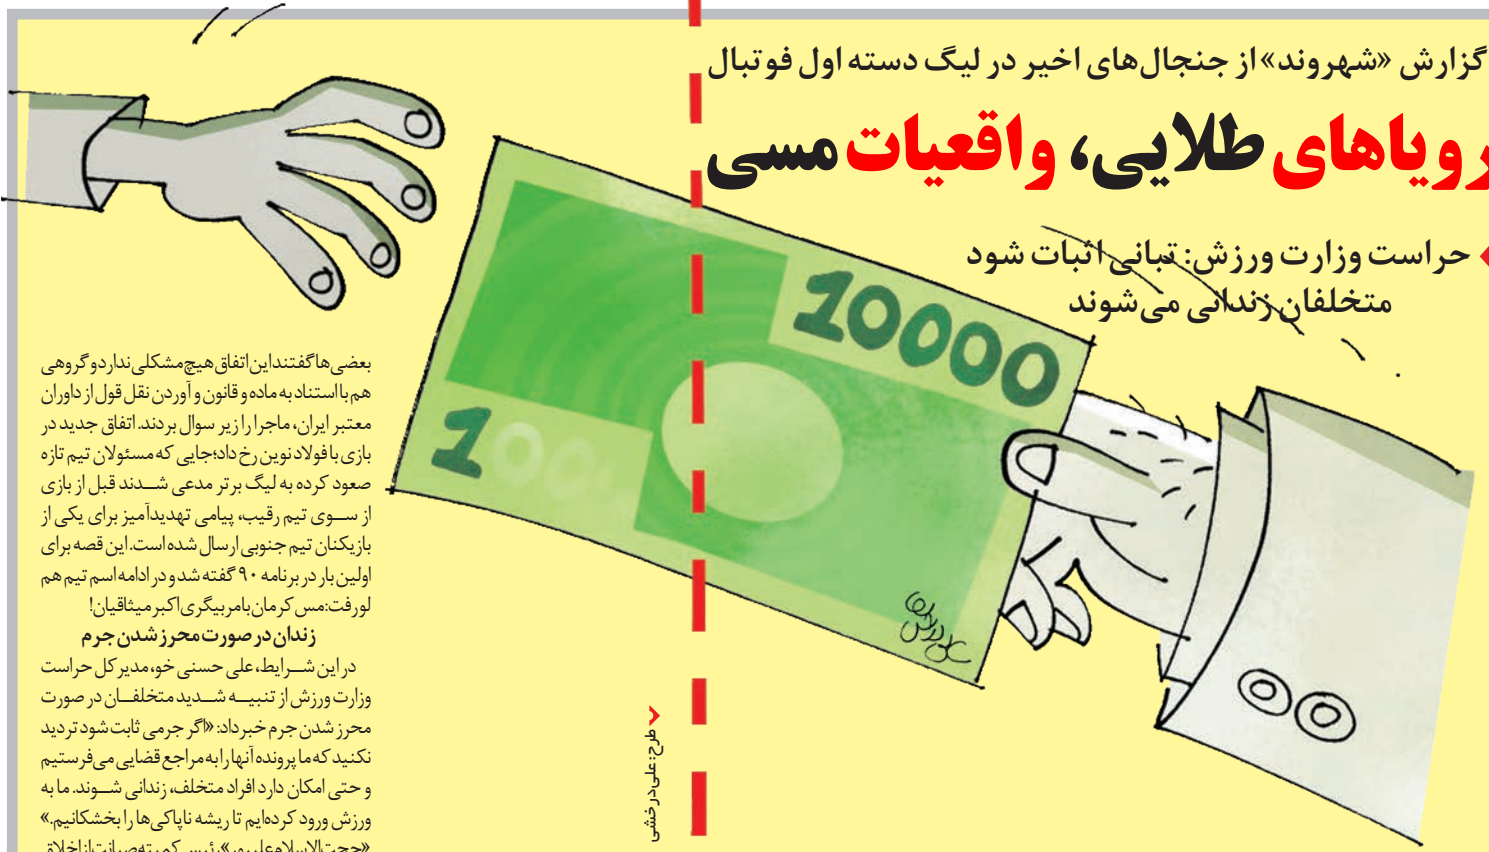 گزارش «شهروند» از جنجال‌های اخیر در لیگ دسته اول فوتبال
رویاهای طلایی، واقعیات مسی
حراست وزارت ورزش: تبانی اثبات شود
متخلفان زندانی می‌شوند
10000
100
بعضی‌ها گفتند این اتفاق هیچ مشکلی ندارد و گروهی
هم با استناد به ماده و قانون و آوردن نقل قول از داوران
معتبر ایران، ماجرا را زیر سوال بردند. اتفاق جدید در
بازی با فولاد نوین رخ داد؛ جایی که مسئولان تیم تازه
صعود کرده به لیگ برتر مدعی شدند قبل از بازی
از سوی تیم رقیب، پیامی تهدیدآمیز برای یکی از
بازیکنان تیم جنوبی ارسال شده است. این قصه برای
اولین بار در برنامه ۹۰ گفته شد و در ادامه اسم تیم هم
لو رفت: مس کرمان با مربیگری اکبر میثاقیان!
زندان در صورت محرز شدن جرم
در این شرایط، علی حسنی خو، مدیر کل حراست
وزارت ورزش از تنبیه شدید متخلفان در صورت
محرز شدن جرم خبر داد: «اگر جرمی ثابت شود تردید
نکنید که ما پرونده آنها را به مراجع قضایی می‌فرستیم
و حتی امکان دارد افراد متخلف، زندانی شوند. ما به
ورزش ورود کرده‌ایم تا ریشه ناپاکی‌ها را بخشکانیم.»
طرح: علی درخشی